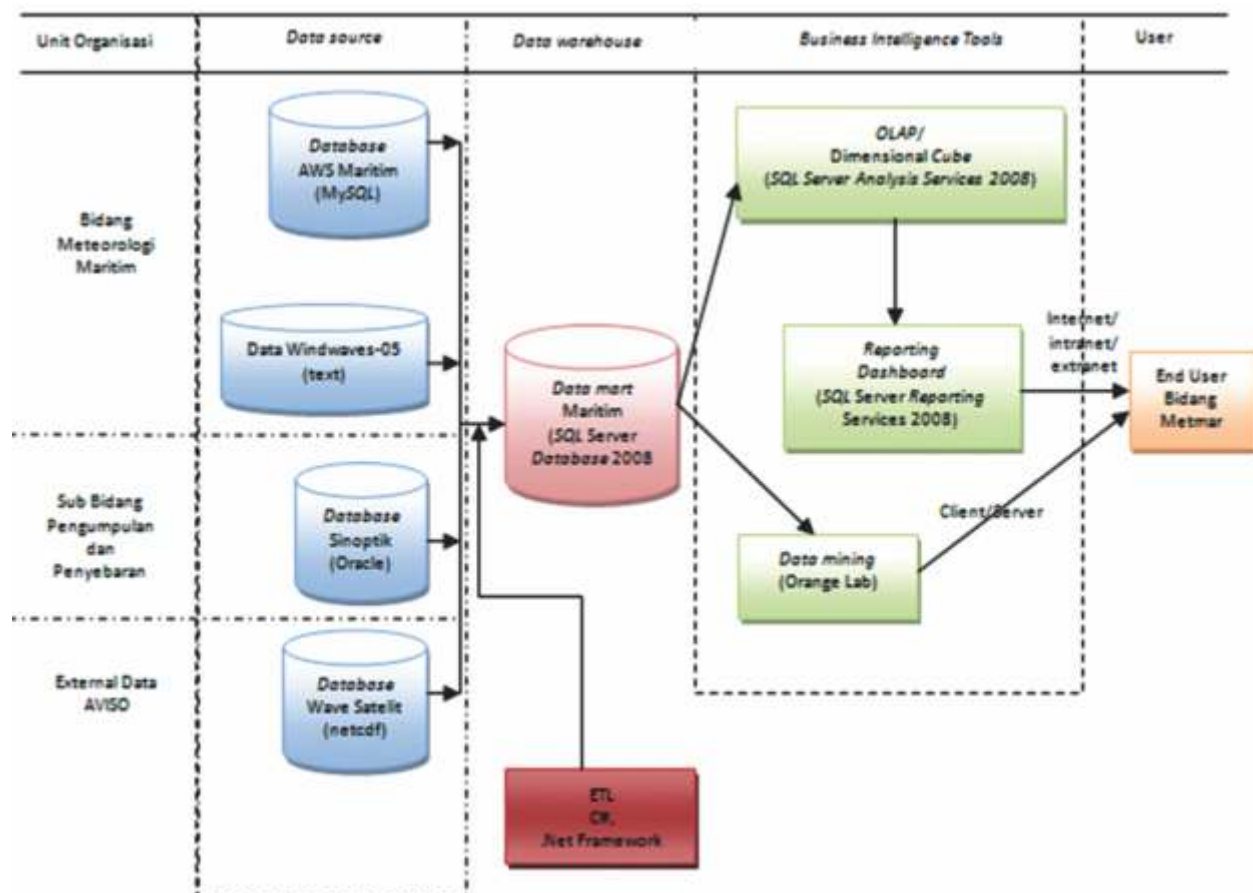 Unit Organisasi
Data source
Data warehouse
Business Intelligence Tools
User
Bidang
Meteorologi
Maritim
Database
AWS Maritim
(MySQL)
Data Windwaves-05
(text)
Sub Bidang
Pengumpulan
dan
Penyebaran
Database
Sinoptik
(Oracle)
External Data
AVISO
Database
Wave Satelit
(netcdf)
Data mart
Maritim
(SQL Server
Database 2008
ETL
C#,
.Net Framework
OLAP/
Dimensional Cube
(SQL Server Analysis Services 2008)
Reporting
Dashboard
(SQL Server Reporting
Services 2008)
Data mining
(Orange Lab)
Internet/
intranet/
extranet
Client/Server
End User
Bidang
Metmar